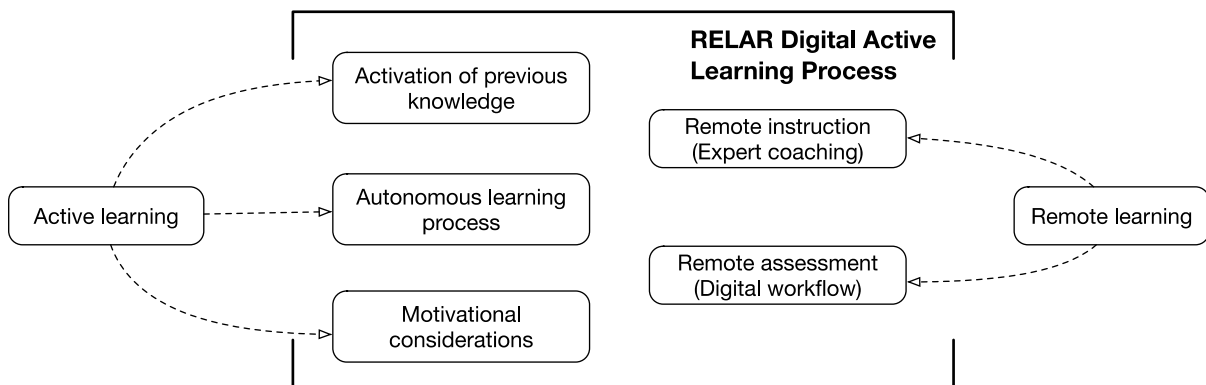 RELAR Digital Active
Learning Process
Activation of previous
knowledge
Remote instruction
(Expert coaching)
Active learning
Autonomous learning
process
Remote learning
Remote assessment
(Digital workflow)
Motivational
considerations